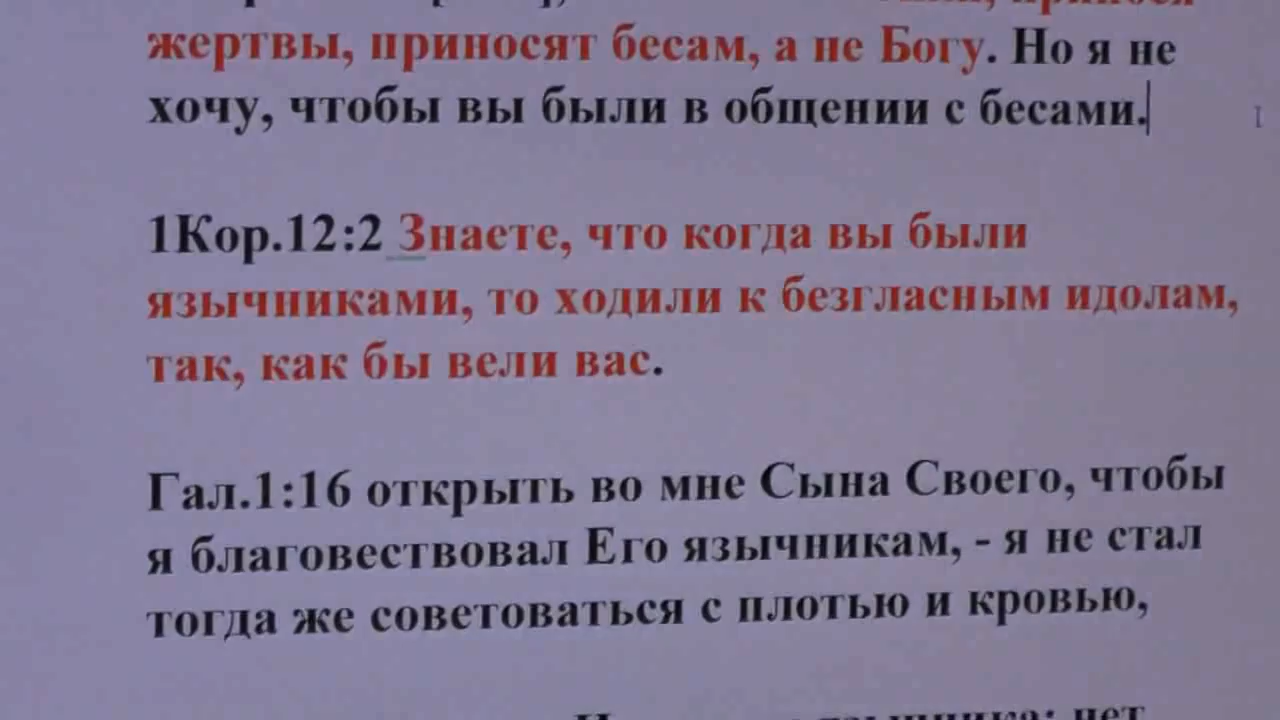 жертвы, приносят бесам, а не Богу. Но я не
хочу, чтобы вы были в общении с бесами.
1Кор.12:2 Знаете, что когда вы были
язычниками, то ходили к безгласным идолам,
так, как бы вели вас.
Гал.1:16 открыть во мне Сына Своего, чтобы
я благовествовал Его язычникам, - я не стал
тогда же советоваться с плотью и кровью,